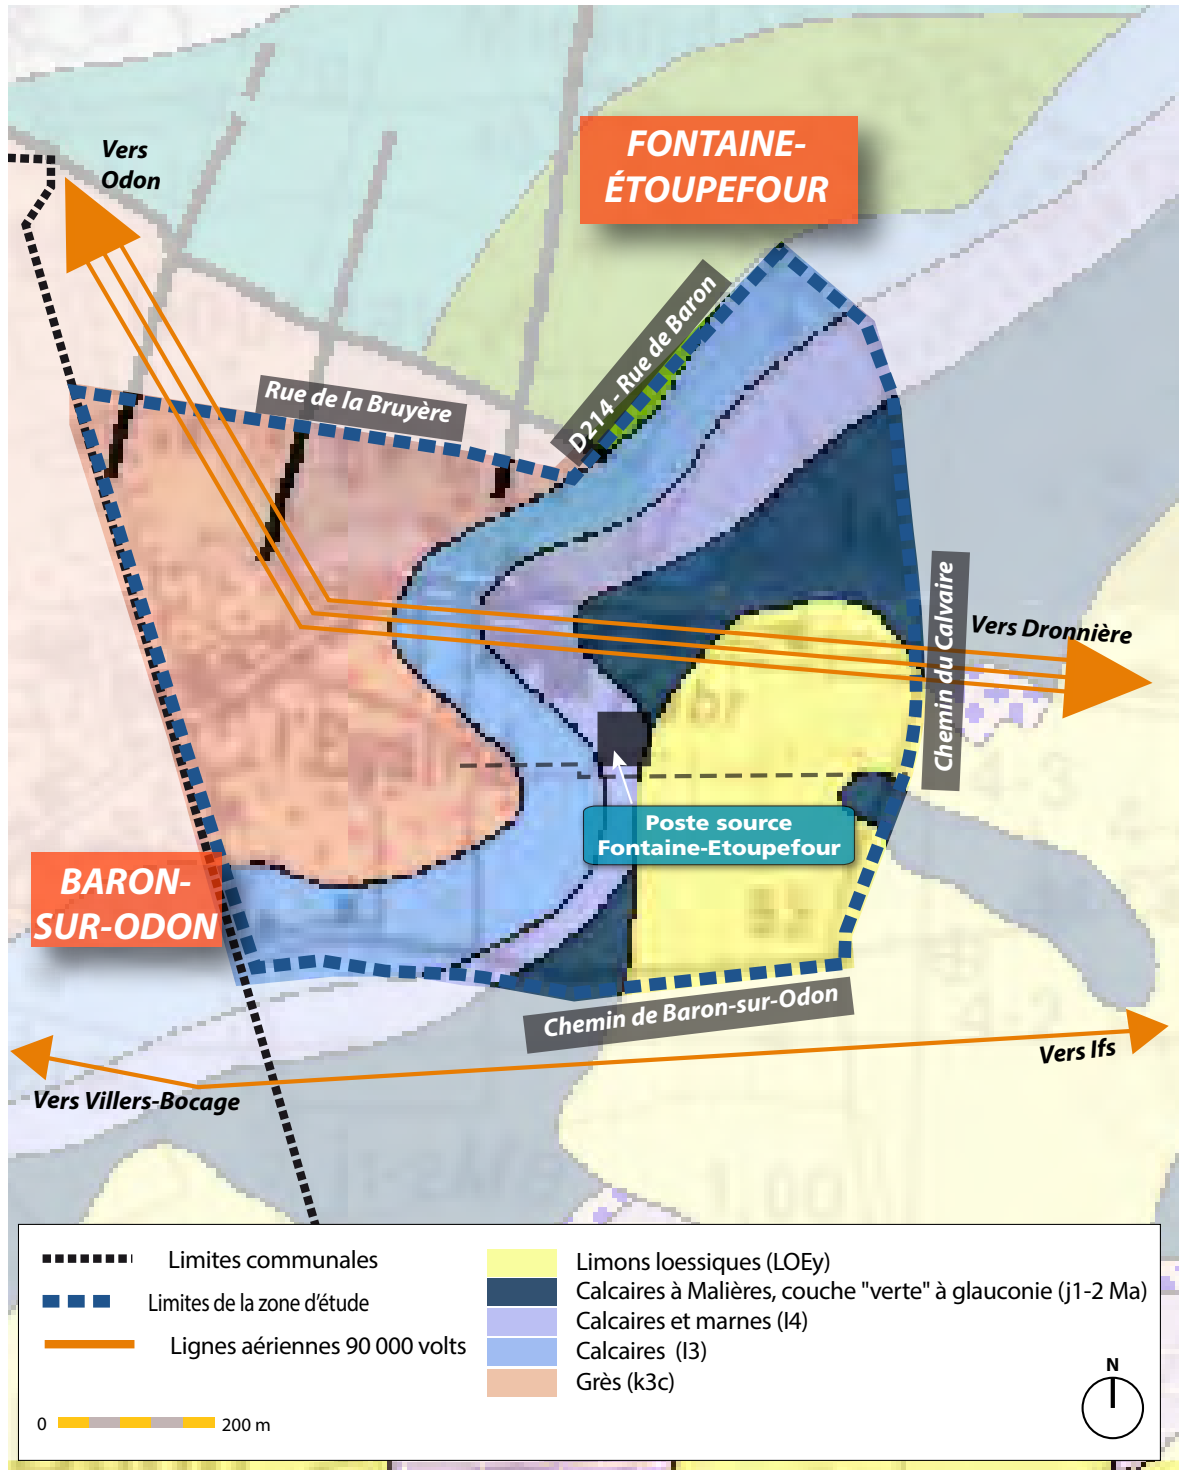 Vers
Odon
FONTAINE-
ÉTOUPEFOUR
D214 - Rue de Baron
Rue de la Bruyère
Chemin du Calvaire
Vers Dronnière
Poste source
Fontaine-Etoupefour
BARON-
SUR-ODON
Chemin de Baron-sur-Odon
Vers Ifs
Vers Villers-Bocage
Limites communales
Limites de la zone d'étude
Lignes aériennes 90 000 volts
0 200 m
Limons loessiques (LOEy)
Calcaires à Malières, couche "verte" à glauconie (j1-2 Ma)
Calcaires et marnes (I4)
Calcaires (I3)
Grès (k3c)
N